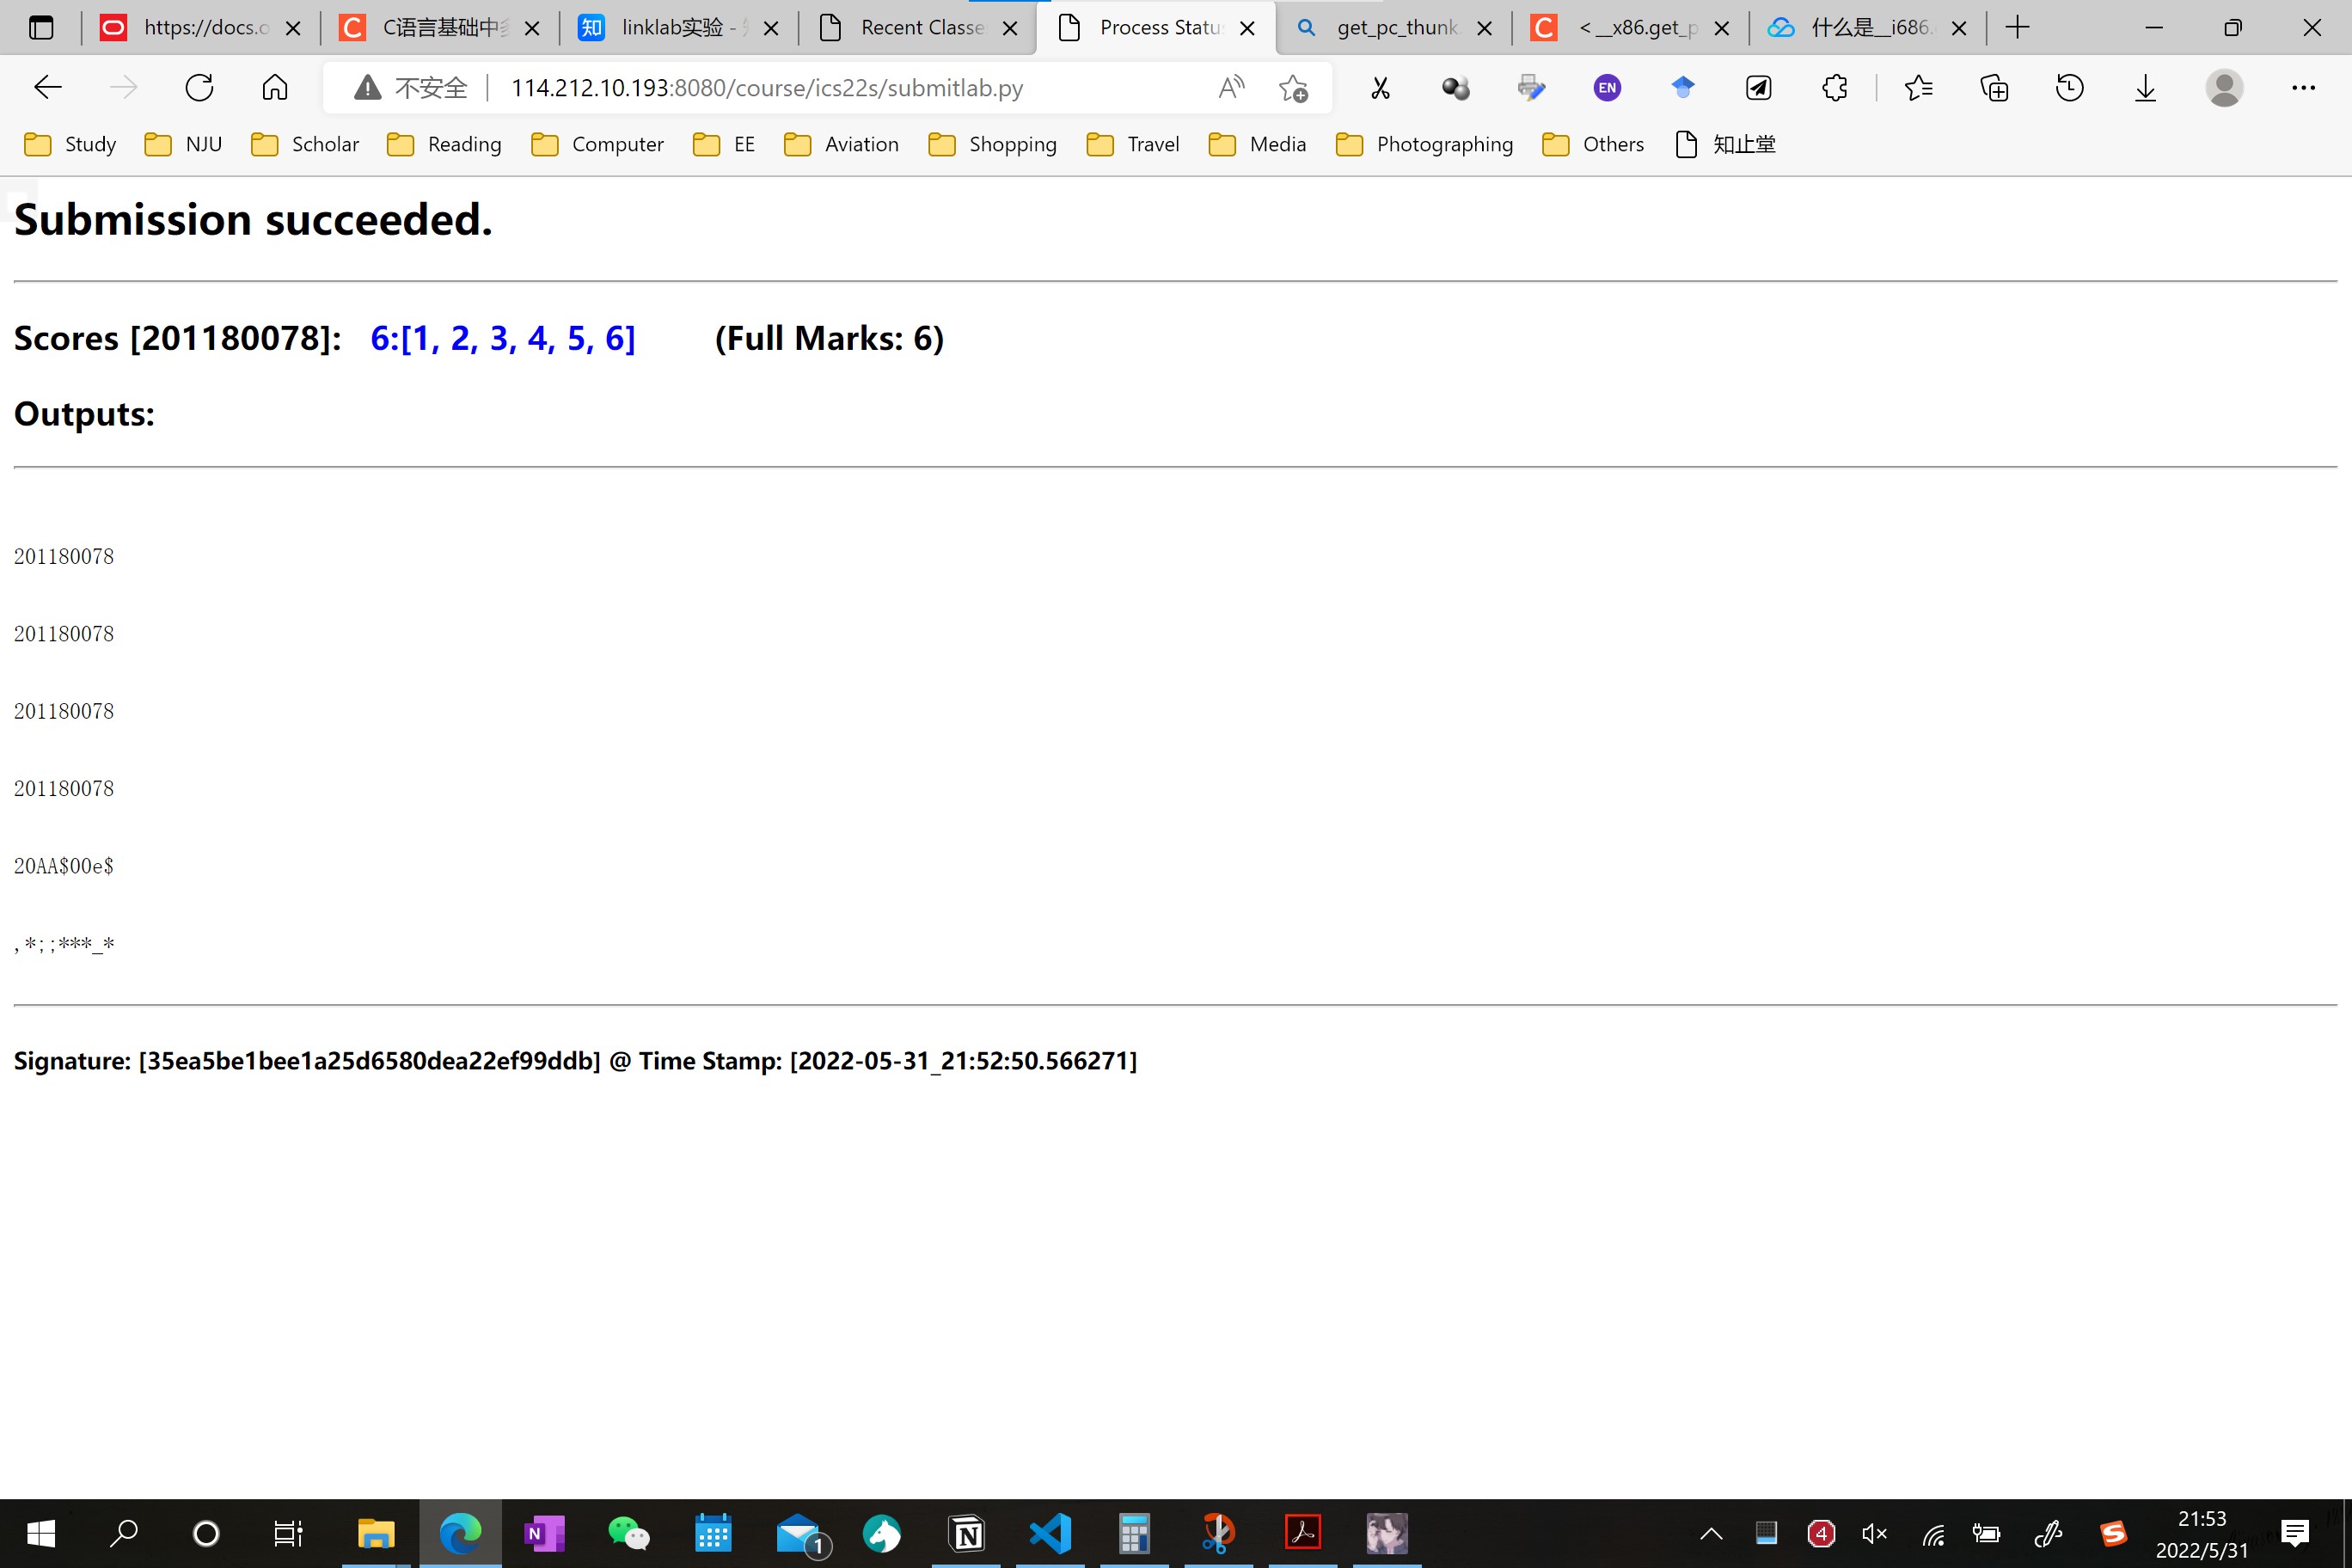 https://docs.o
C语言基础中多
linklab实验 -
Recent Classe
Process Statu
get_pc_thunk.
<__x86.get_p
什么是__i686.
不安全
114.212.10.193:8080/course/ics22s/submitlab.py
EN
Study
NJU
Scholar
Reading
Computer
EE
Aviation
Shopping
Travel
Media
Photographing
Others
知止堂
Submission succeeded.
Scores [201180078]: 6:[1, 2, 3, 4, 5, 6] (Full Marks: 6)
Outputs:
201180078
201180078
201180078
201180078
20AA$00e$
,*;;***_*
Signature: [35ea5be1bee1a25d6580dea22ef99ddb] @ Time Stamp: [2022-05-31_21:52:50.566271]
1
4
21:53
2022/5/31